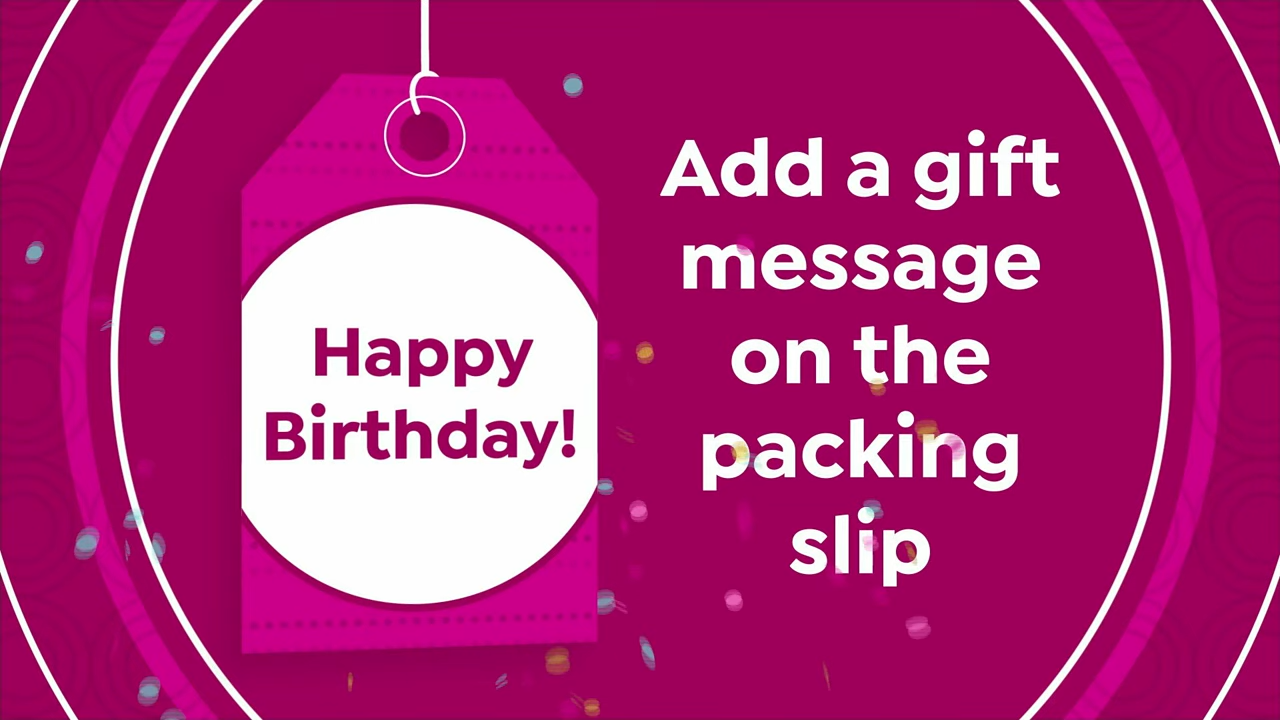 Happy
Birthday!
Add a gift
message
on the
packing
slip